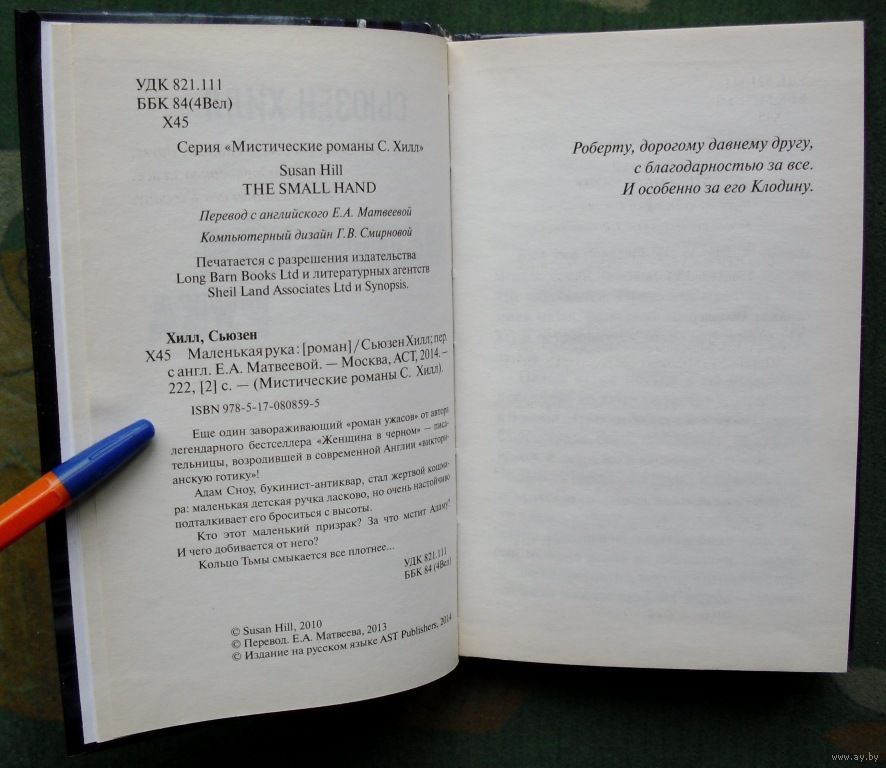 УДК 821.111
ББК 84(4Вел)
Х45
Серия «Мистические романы С. Хилл»
Susan Hill
THE SMALL HAND
Перевод с английского Е.А. Матвеевой
Компьютерный дизайн Г.В. Смирновой
Печатается с разрешения издательства
Long Barn Books Ltd и литературных агентств
Sheil Land Associates Ltd и Synopsis.
Хилл, Сьюзен
Х45 Маленькая рука : [роман] / Сьюзен Хилл; пер.
с англ. Е.А. Матвеевой. — Москва, АСТ, 2014. –
222, [2] с. — (Мистические романы С. Хилл).
ISBN 978-5-17-080859-5
Еще один завораживающий «роман ужасов» от автора
легендарного бестселлера «Женщина в черном» — писа-
тельницы, возродившей в современной Англии «виктори-
анскую готику»!
Адам Сноу, букинист-антиквар, стал жертвой кошма-
ра: маленькая детская ручка ласково, но очень настойчиво
подталкивает его броситься с высоты.
Кто этот маленький призрак? За что мстит Адаму?
И чего добивается от него?
Кольцо Тьмы смыкается все плотнее...
УДК 821.111
ББК 84 (4Вел)
© Susan Hill, 2010
© Перевод. Е.А. Матвеева, 2013
© Издание на русском языке AST Publishers, 2014
Роберту, дорогому давнему другу,
с благодарностью за все.
И особенно за его Клодину.
www.ay.by